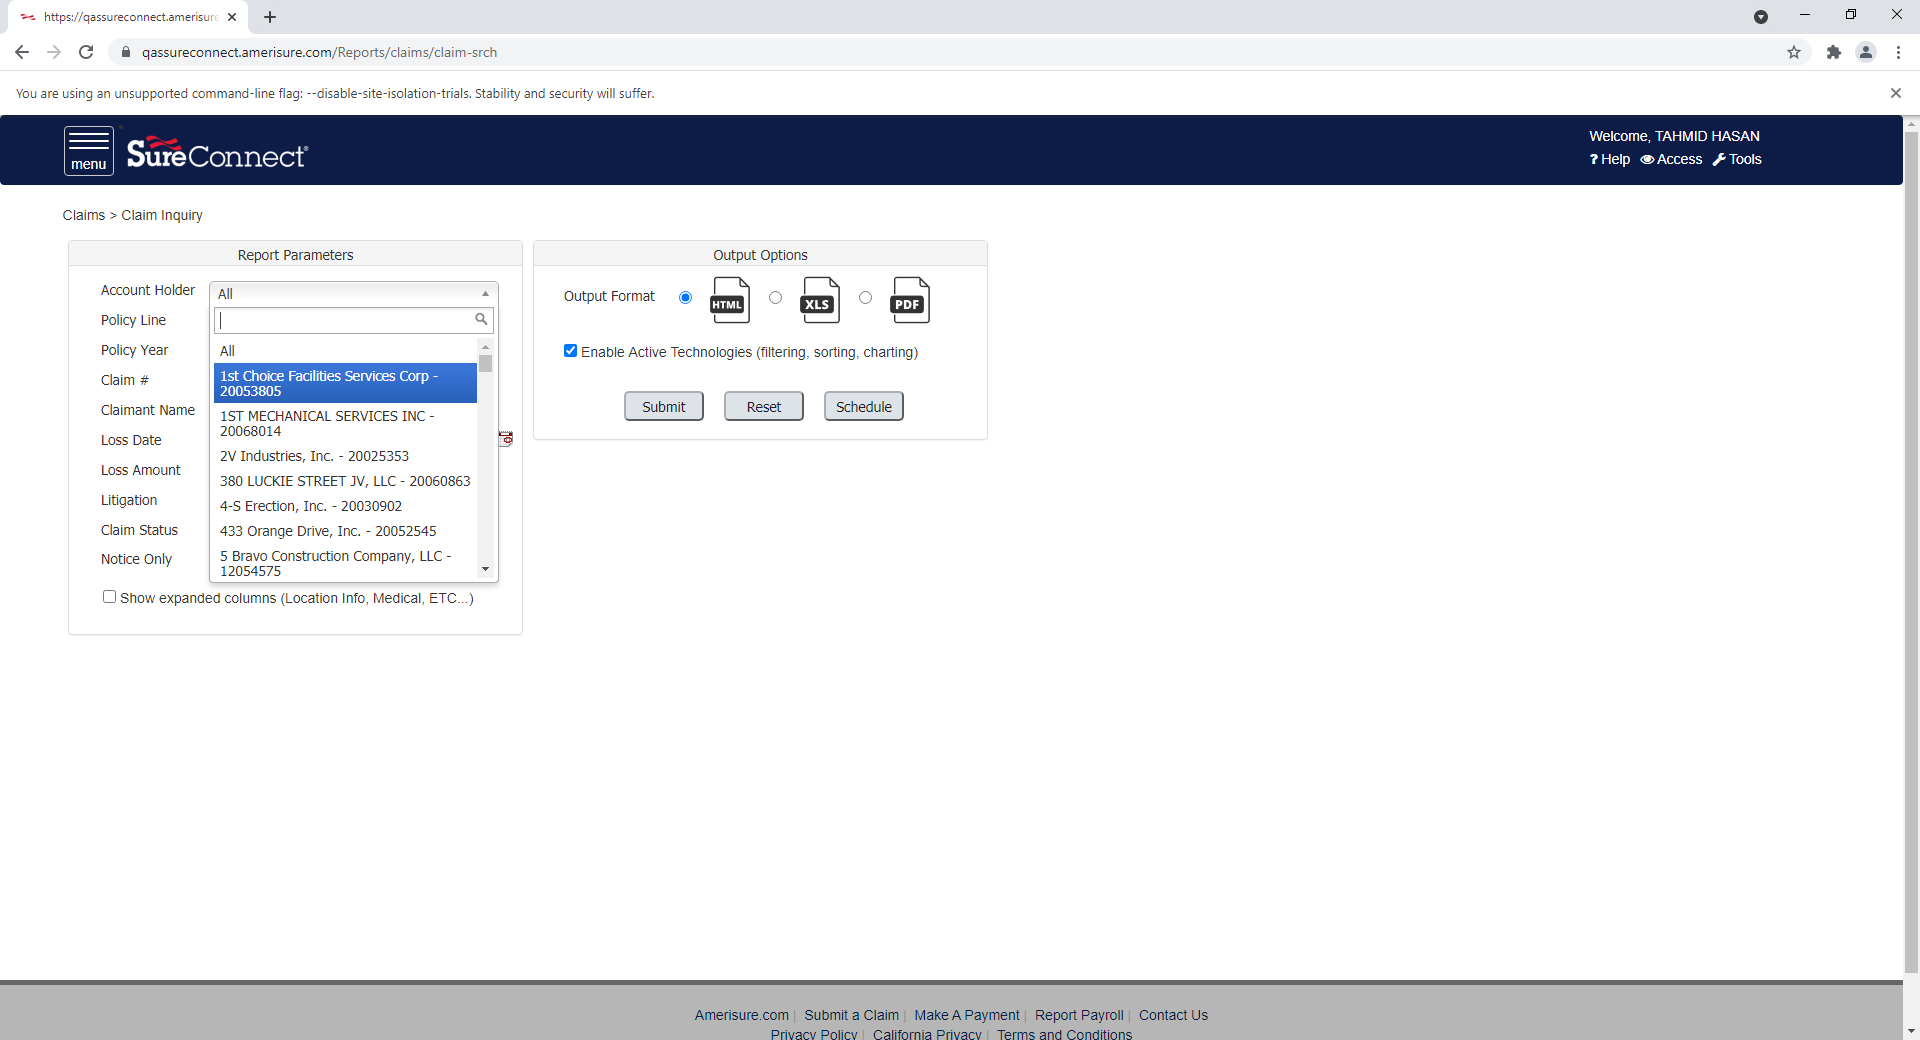 https://qassureconnect.amerisure
qassureconnect.amerisure.com/Reports/claims/claim-srch
You are using an unsupported command-line flag: --disable-site-isolation-trials. Stability and security will suffer.
menu
SureConnect®
Welcome, TAHMID HASAN
? Help Access Tools
Claims > Claim Inquiry
Report Parameters
Account Holder
All
Policy Line
Policy Year
Claim #
Claimant Name
Loss Date
Loss Amount
Litigation
Claim Status
Notice Only
All
1st Choice Facilities Services Corp -
20053805
1ST MECHANICAL SERVICES INC -
20068014
2V Industries, Inc. - 20025353
380 LUCKIE STREET JV, LLC - 20060863
4-S Erection, Inc. - 20030902
433 Orange Drive, Inc. - 20052545
5 Bravo Construction Company, LLC -
12054575
Show expanded columns (Location Info, Medical, ETC...)
Output Options
Output Format
HTML
XLS
PDF
Enable Active Technologies (filtering, sorting, charting)
Submit
Reset
Schedule
Amerisure.com | Submit a Claim | Make A Payment | Report Payroll | Contact Us
Privacy Policy | California Privacy | Terms and Conditions